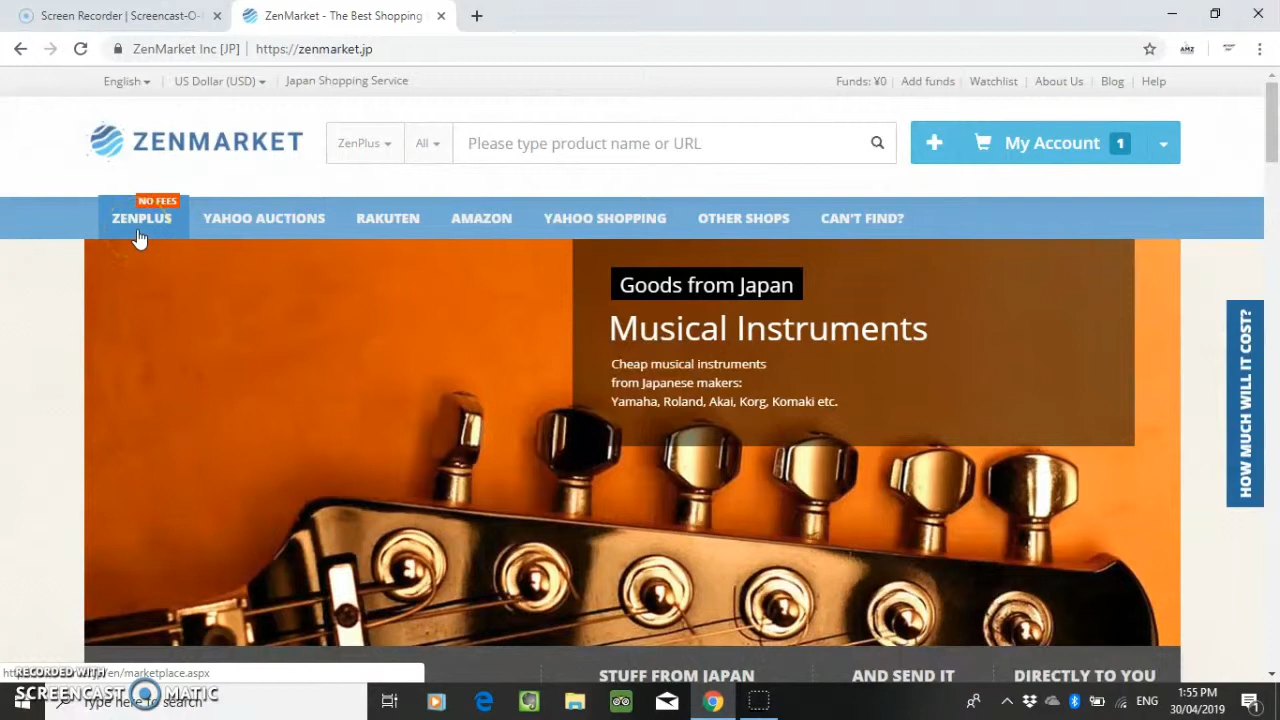 Screen Recorder | Screencast-O-
ZenMarket - The Best Shopping
ZenMarket Inc [JP] | https://zenmarket.jp
AMZ
English
US Dollar (USD)
Japan Shopping Service
Funds: ¥0
Add funds
Watchlist
About Us
Blog
Help
ZENMARKET
ZenPlus
All
Please type product name or URL
My Account 1
NO FEES
ZENPLUS
YAHOO AUCTIONS
RAKUTEN
AMAZON
YAHOO SHOPPING
OTHER SHOPS
CAN'T FIND?
Goods from Japan
Musical Instruments
Cheap musical instruments
from Japanese makers:
Yamaha, Roland, Akai, Korg, Komaki etc.
HOW MUCH WILL IT COST?
STUFF FROM JAPAN
AND SEND IT
DIRECTLY TO YOU
RECORDED WITH
/en/marketplace.aspx
SCREENCAST MATIC
Type here to search
ENG
1:55 PM
30/04/2019
1